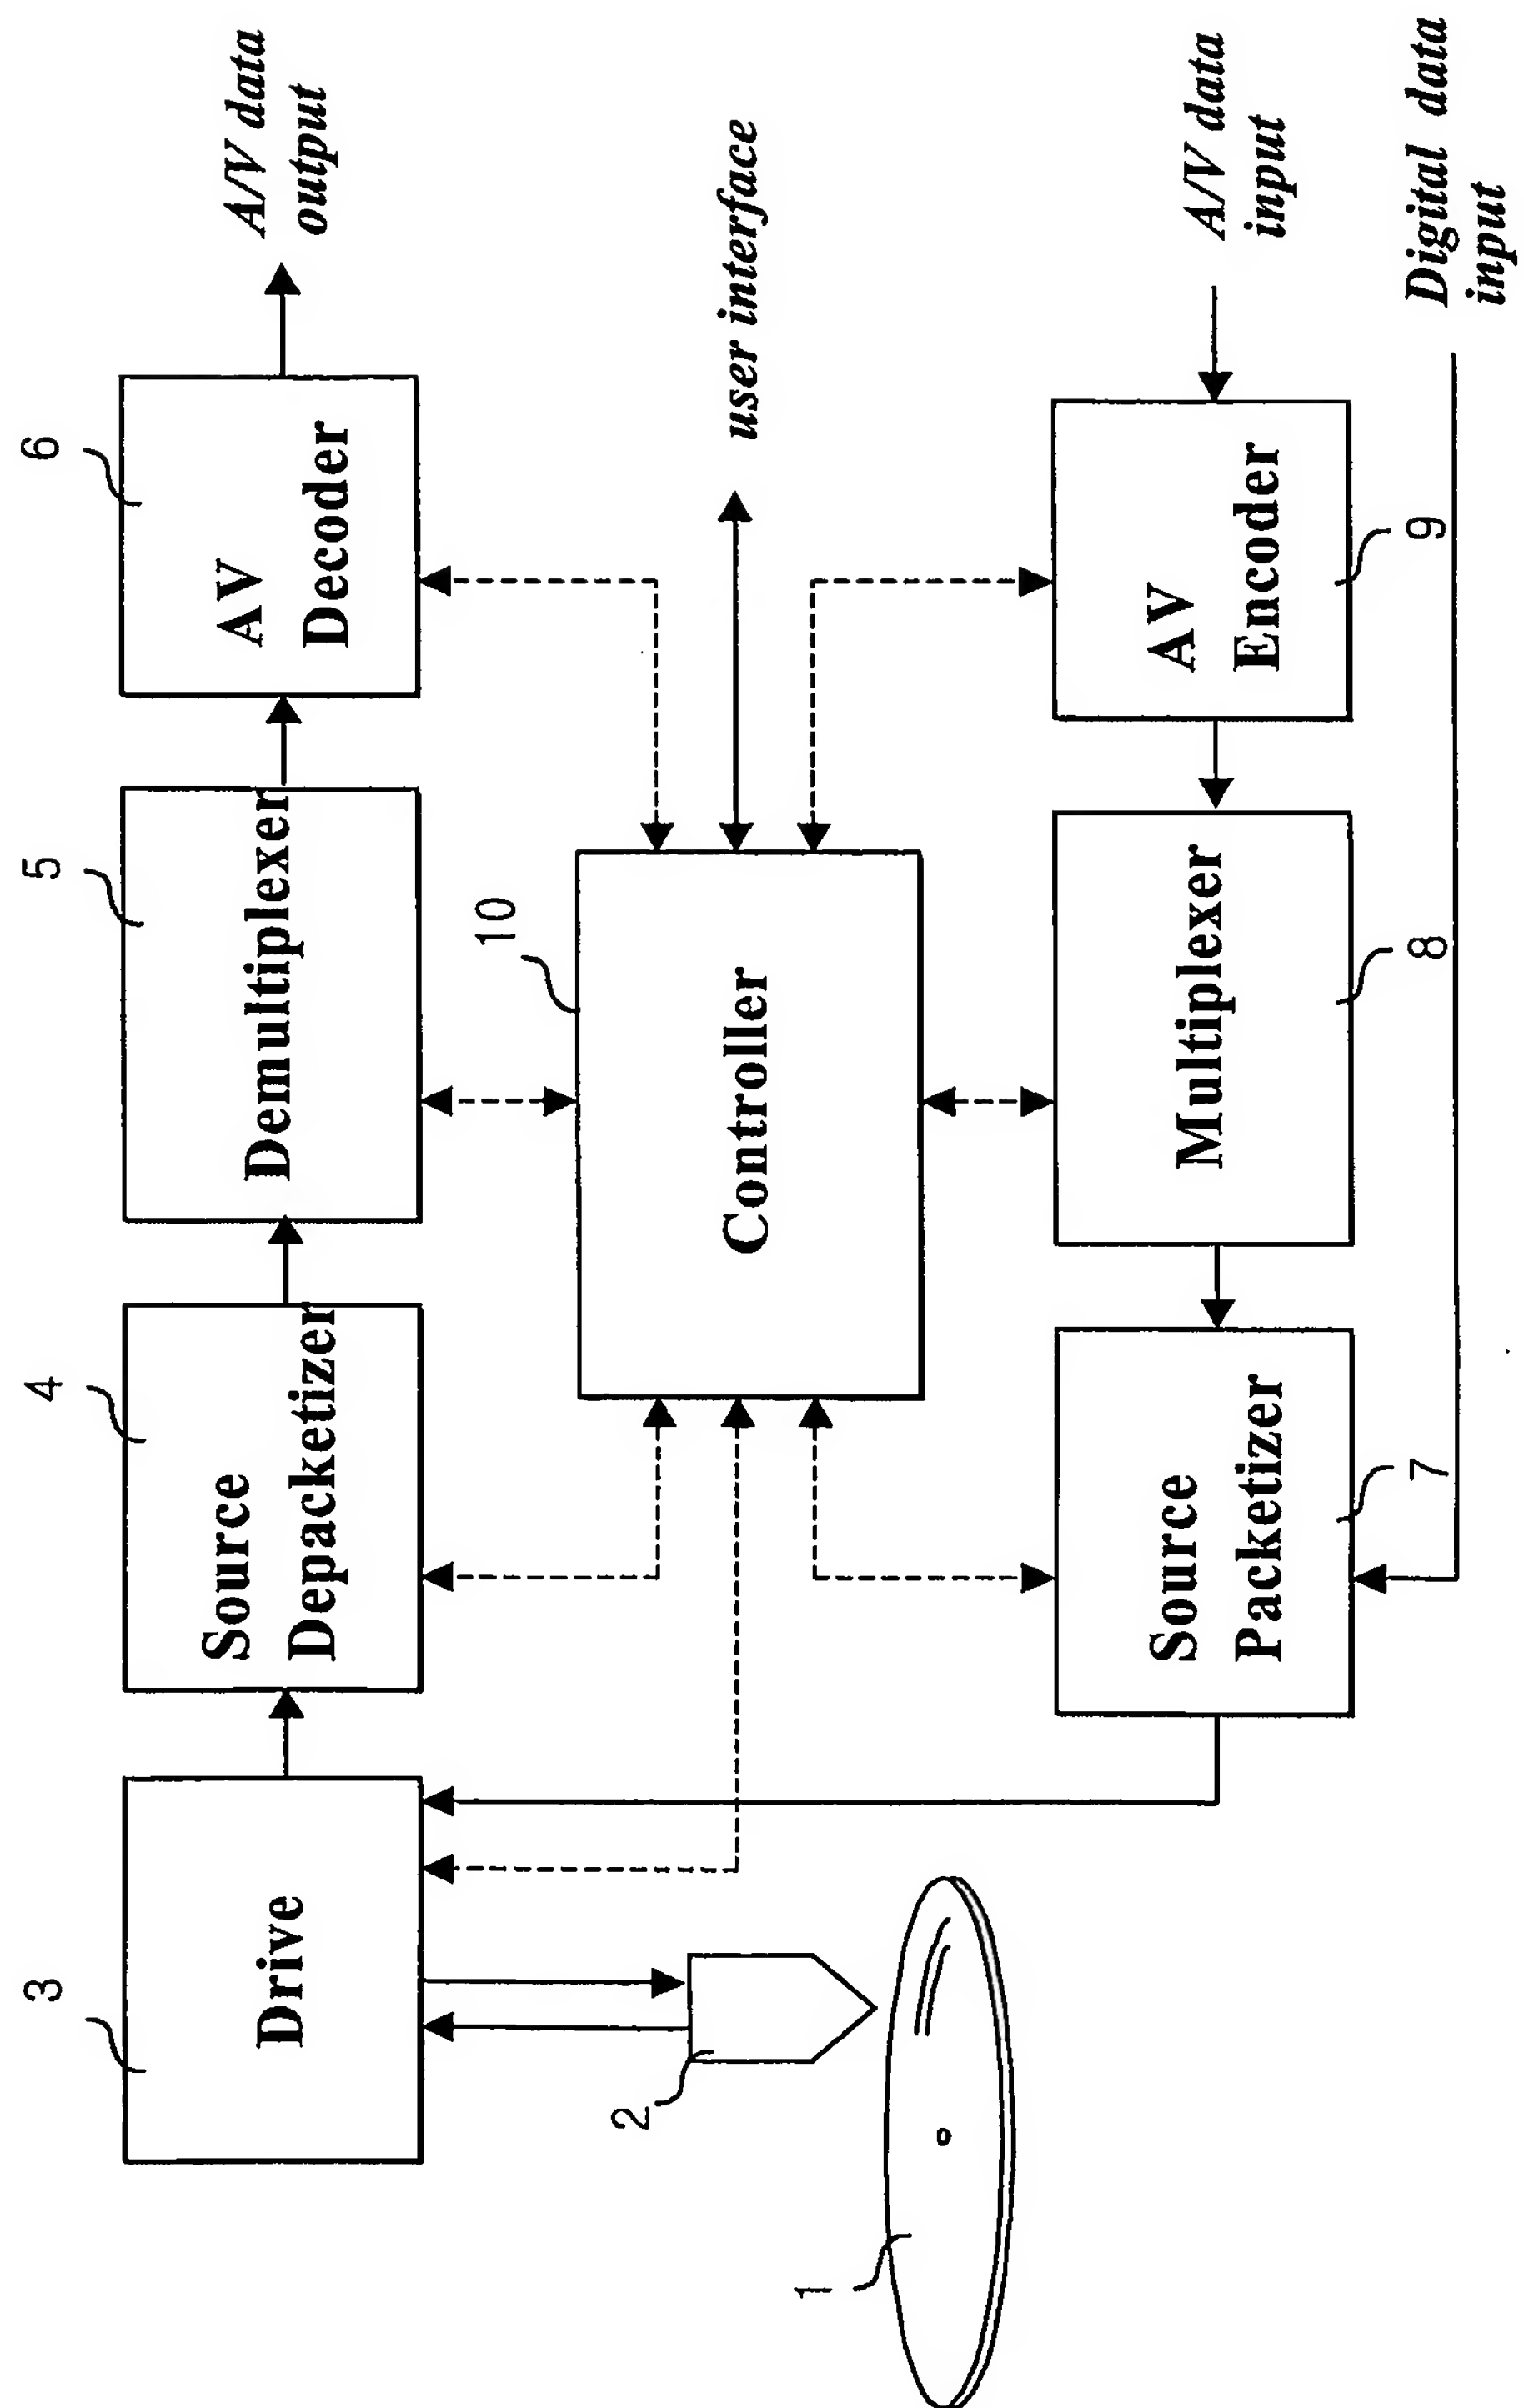 3
4
5
6
Drive
Source
Depacketizer
Demultiplexer
AV
Decoder
A/V data
output
2
10
Controller
user interface
1
Source
Packetizer
Multiplexer
AV
Encoder
A/V data
input
7
8
9
Digital data
input